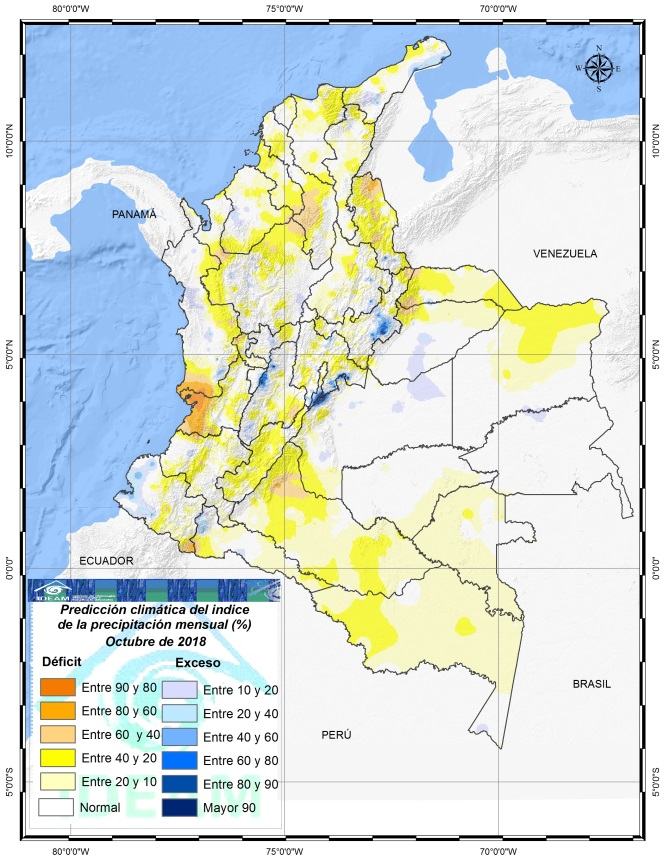 80°0'0"W 75°0'0"W 70°0'0"W
N
W E
S
10°0'0"N 10°0'0"N
PANAMÁ
VENEZUELA
5°0'0"N 5°0'0"N
ECUADOR
0°0'0" 0°0'0"
IDEAM
Predicción climática del índice
de la precipitación mensual (%)
Octubre de 2018
Déficit Exceso
Entre 90 y 80 Entre 10 y 20
Entre 80 y 60 Entre 20 y 40
Entre 60 y 40 Entre 40 y 60
Entre 40 y 20 Entre 60 y 80
Entre 20 y 10 Entre 80 y 90
Normal Mayor 90
IDEAM
BRASIL
PERÚ
5°0'0"S 5°0'0"S
80°0'0"W 75°0'0"W 70°0'0"W